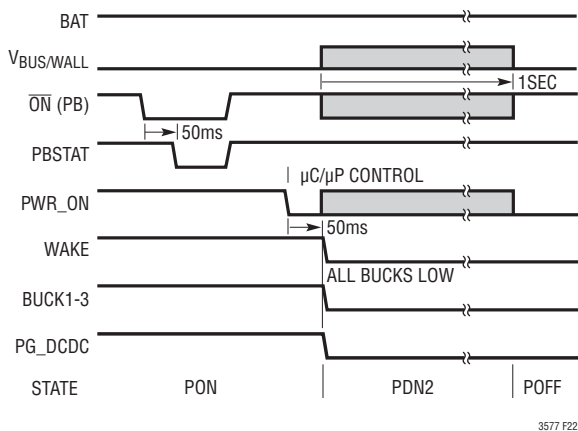 BAT
VBUS/WALL
1SEC
ON (PB)
50ms
PBSTAT
µC/µP CONTROL
PWR_ON
50ms
WAKE
ALL BUCKS LOW
BUCK1-3
PG_DCDC
STATE PON PDN2 POFF
3577 F22